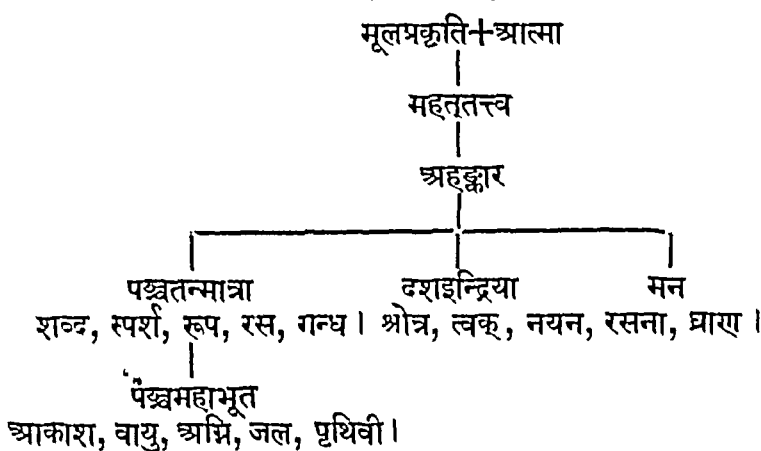 मूलप्रकृति+आत्मा
महत्‌तत्त्व
अहङ्कार
पञ्चतन्मात्रा दशइन्द्रिया मन
शब्द, स्पर्श, रूप, रस, गन्ध । श्रोत्र, त्वक्, नयन, रसना, घ्राण ।
पञ्चमहाभूत
आकाश, वायु, अग्नि, जल, पृथिवी ।